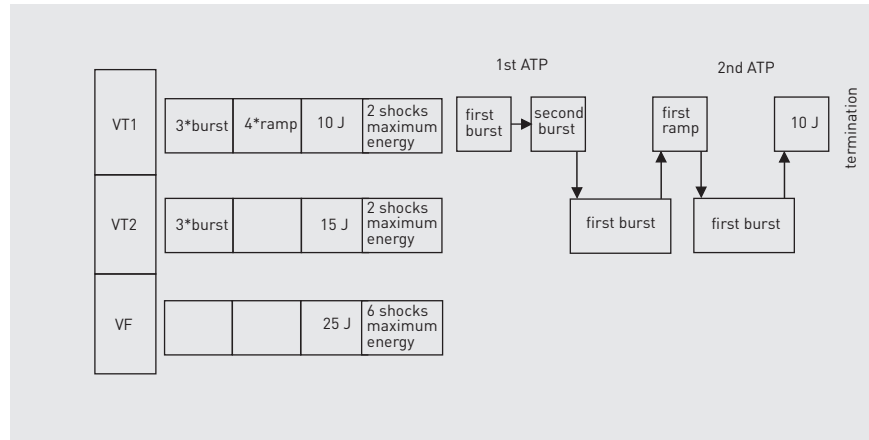 1st ATP
2nd ATP
termination
VT1
3*burst
4*ramp
10 J
2 shocks
maximum
energy
first
burst
second
burst
first
ramp
10 J
VT2
3*burst
15 J
2 shocks
maximum
energy
first burst
first burst
VF
25 J
6 shocks
maximum
energy